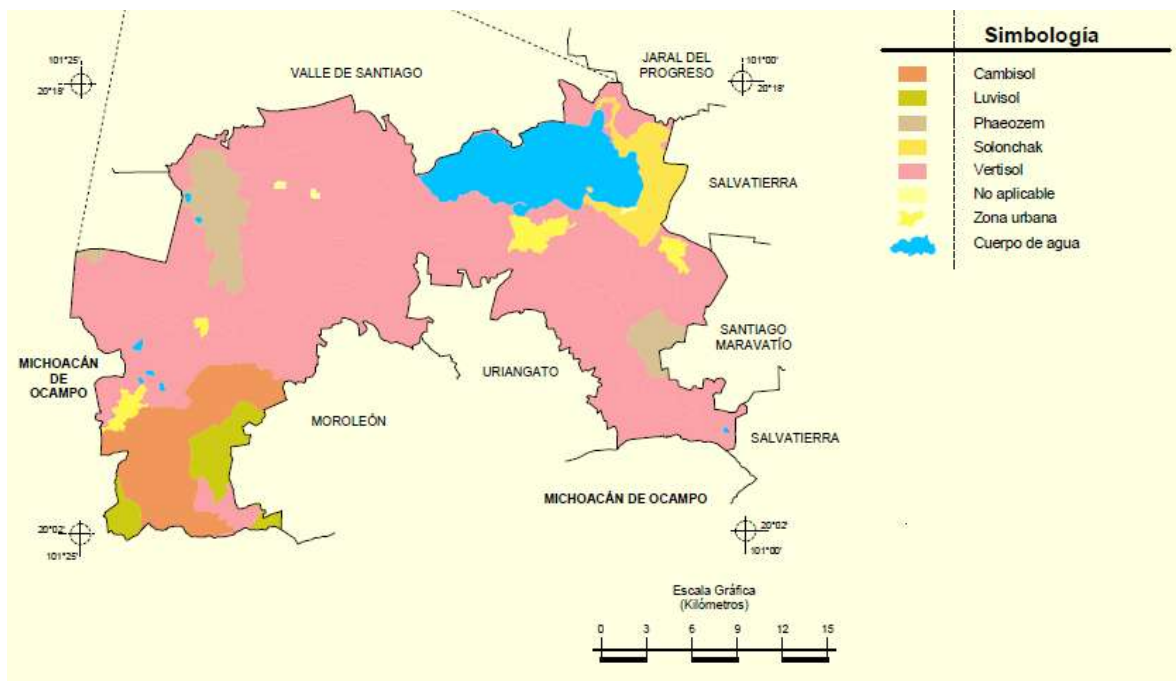 Simbología
Cambisol
Luvisol
Phaeozem
Solonchak
Vertisol
No aplicable
Zona urbana
Cuerpo de agua
101°25'
20°18'
VALLE DE SANTIAGO
JARAL DEL
PROGRESO
101°00'
20°18'
SALVATIERRA
SANTIAGO
MARAVATÍO
MICHOACÁN
DE
OCAMPO
URIANGATO
MOROLEÓN
SALVATIERRA
MICHOACÁN DE OCAMPO
20°02'
101°25'
20°02'
101°00'
Escala Gráfica
(Kilómetros)
0 3 6 9 12 15